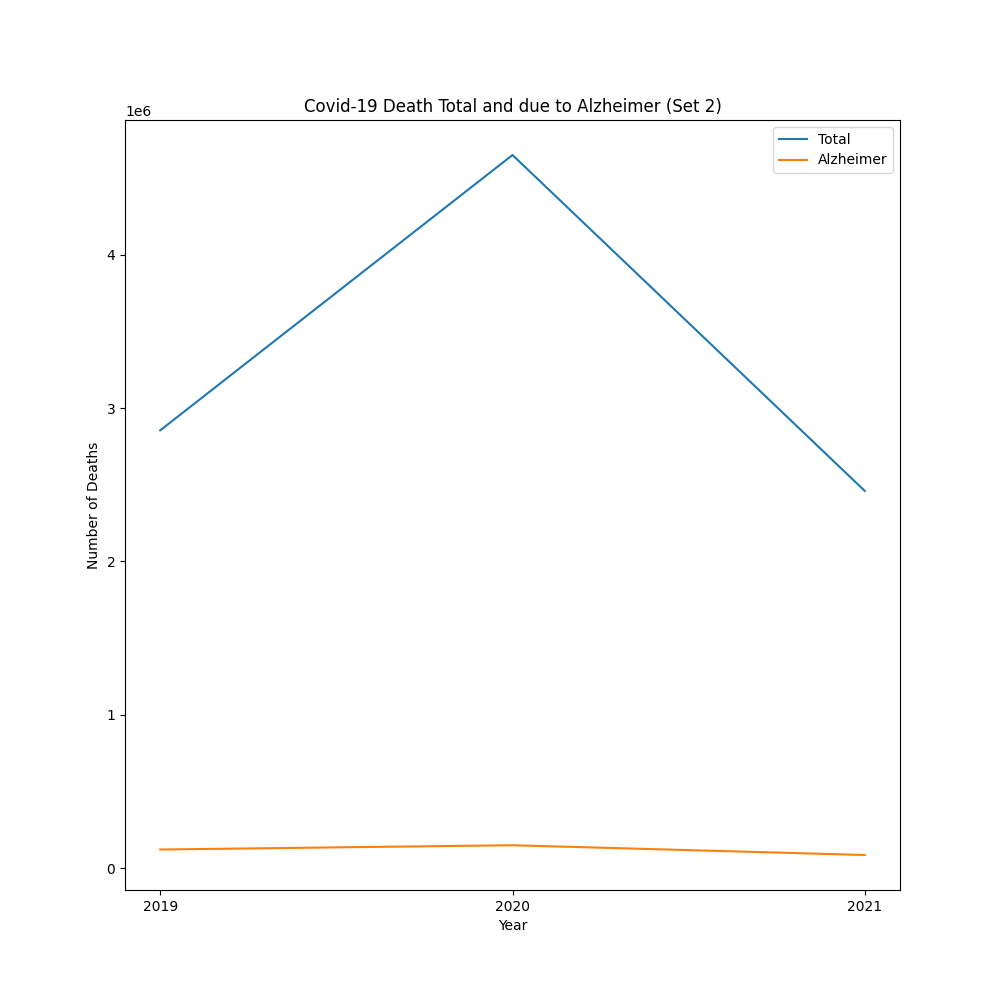 Covid-19 Death Total and due to Alzheimer (Set 2)
1e6
Total
Alzheimer
4
3
2
1
0
Number of Deaths
2019
2020
2021
Year